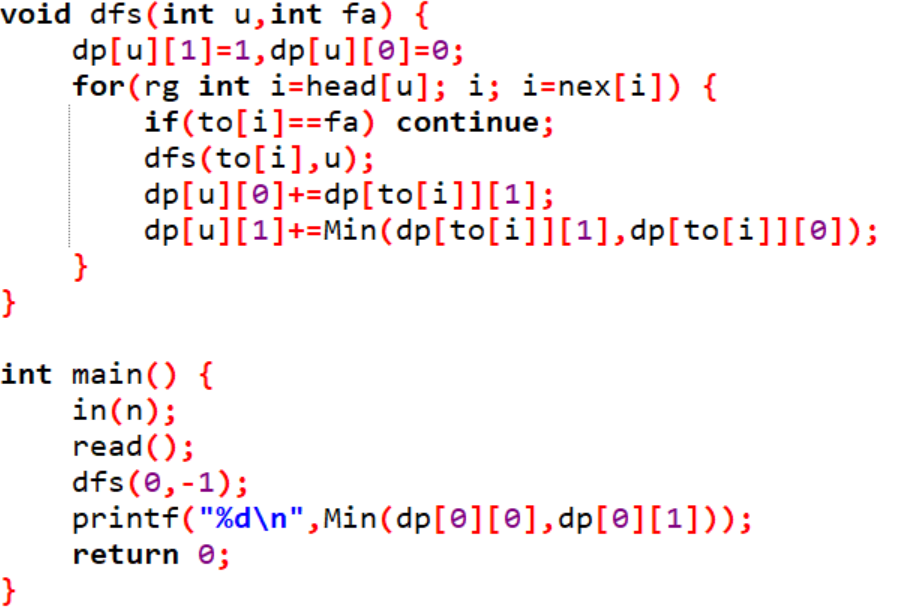 void dfs(int u,int fa) {
    dp[u][1]=1,dp[u][0]=0;
    for(rg int i=head[u]; i; i=nex[i]) {
        if(to[i]==fa) continue;
        dfs(to[i],u);
        dp[u][0]+=dp[to[i]][1];
        dp[u][1]+=Min(dp[to[i]][1],dp[to[i]][0]);
    }
}

int main() {
    in(n);
    read();
    dfs(0,-1);
    printf("%d\n",Min(dp[0][0],dp[0][1]));
    return 0;
}